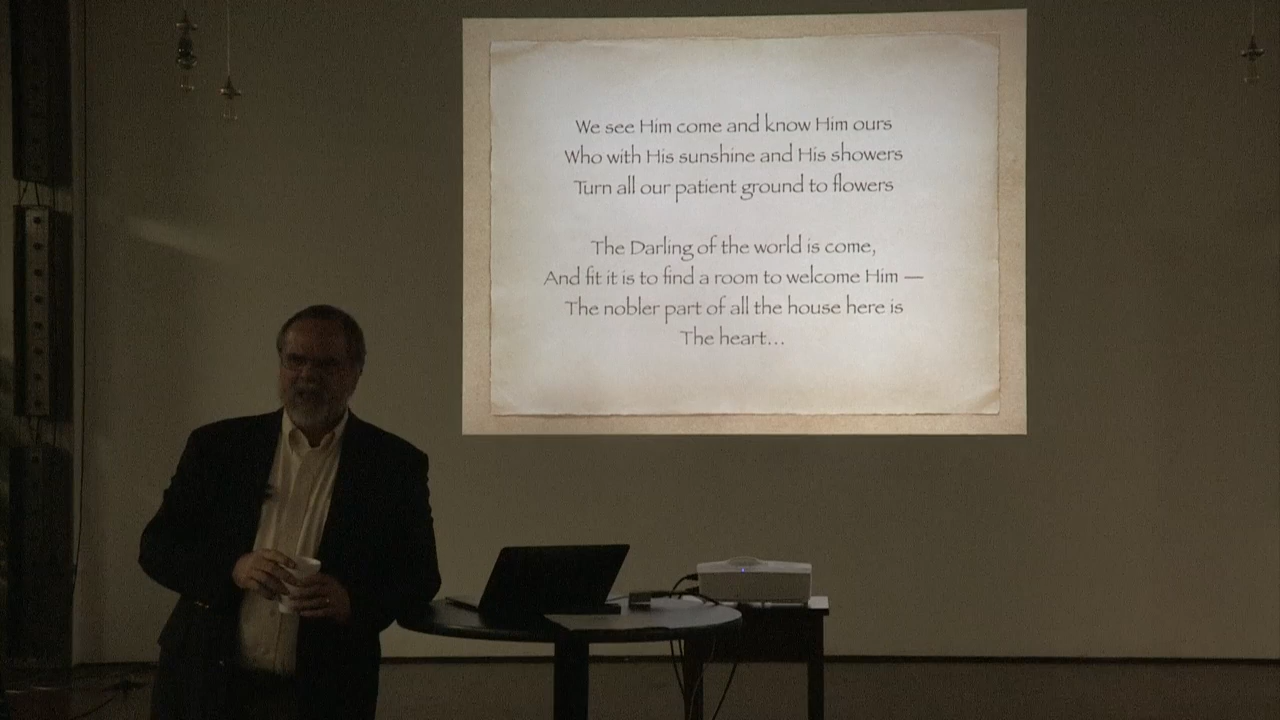 We see Him come and know Him ours
Who with His sunshine and His showers
Turn all our patient ground to flowers
The Darling of the world is come,
And fit it is to find a room to welcome Him —
The nobler part of all the house here is
The heart…